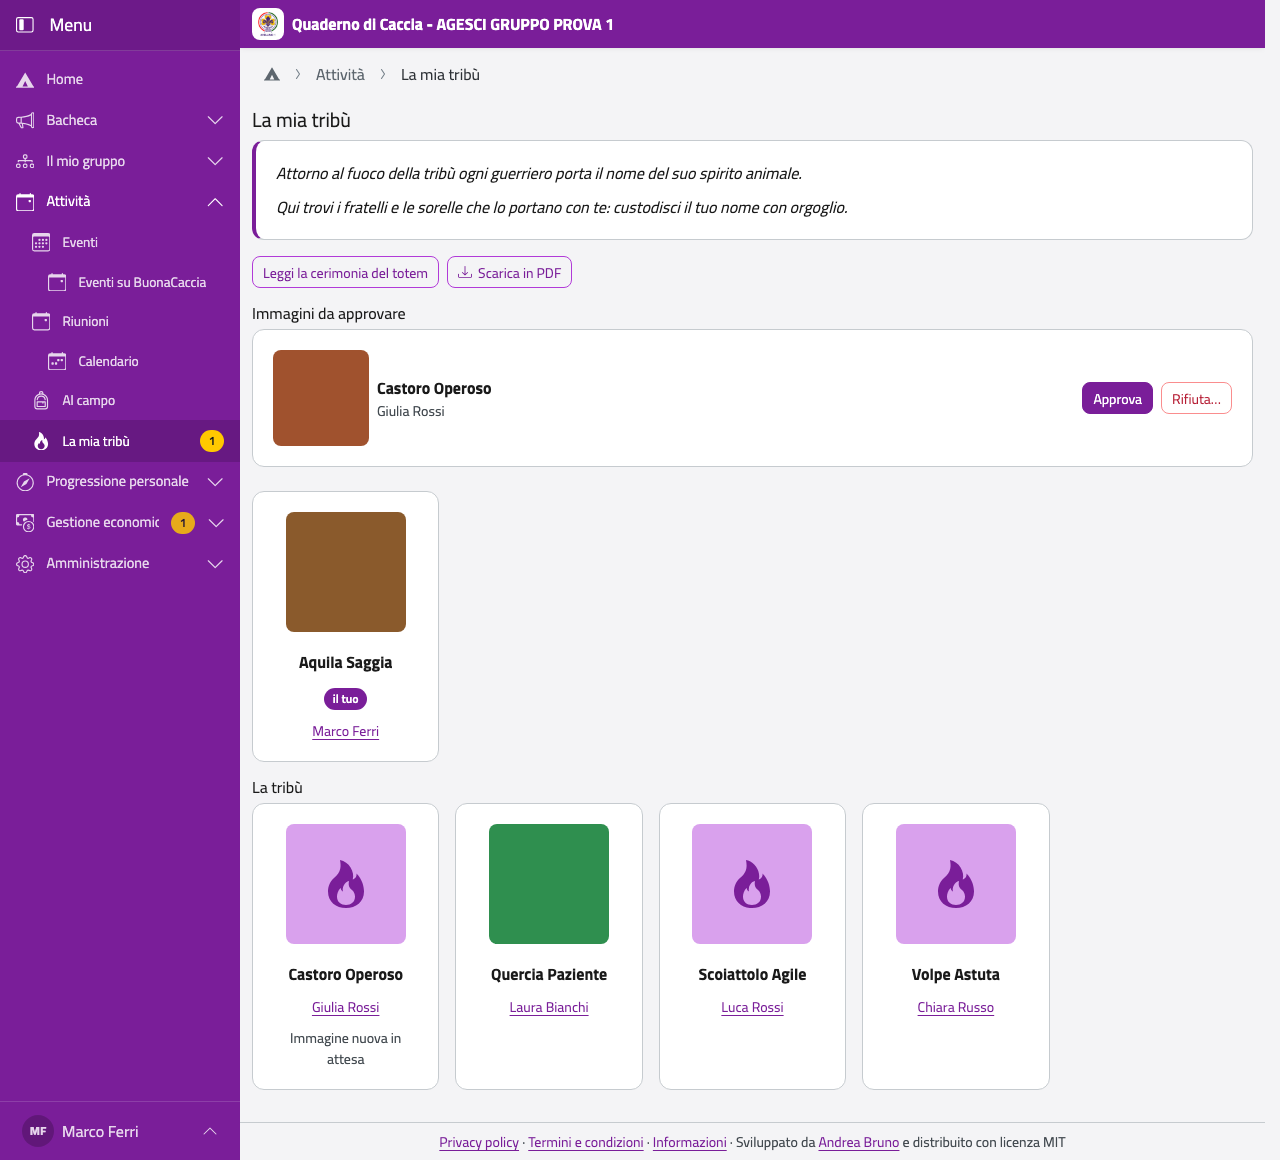 Menu
Quaderno di Caccia - AGESCI GRUPPO PROVA 1
Home
Bacheca
Il mio gruppo
Attività
Eventi
Eventi su BuonaCaccia
Riunioni
Calendario
Al campo
La mia tribù
1
Progressione personale
Gestione economic
1
Amministrazione
MF
Marco Ferri
Attività
La mia tribù
La mia tribù
Attorno al fuoco della tribù ogni guerriero porta il nome del suo spirito animale.
Qui trovi i fratelli e le sorelle che lo portano con te: custodisci il tuo nome con orgoglio.
Leggi la cerimonia del totem
Scarica in PDF
Immagini da approvare
Castoro Operoso
Giulia Rossi
Approva
Rifiuta...
Aquila Saggia
il tuo
Marco Ferri
La tribù
Castoro Operoso
Giulia Rossi
Immagine nuova in
attesa
Quercia Paziente
Laura Bianchi
Scoiattolo Agile
Luca Rossi
Volpe Astuta
Chiara Russo
Privacy policy · Termini e condizioni · Informazioni · Sviluppato da Andrea Bruno e distribuito con licenza MIT